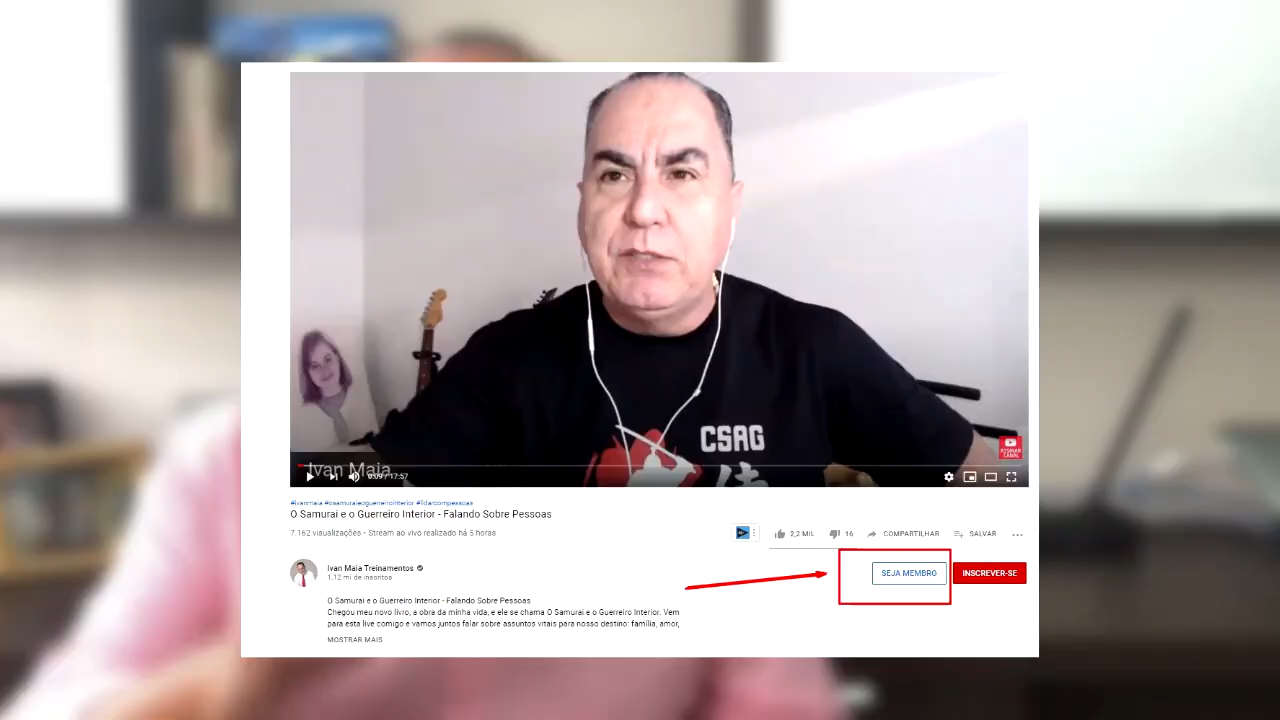 CSAG
侍
ASSINAR
CANAL
Ivan Maia
0:09 / 17:57
#ivanmaia #osamuraieoguerreirointerior #lidarcompessoas
O Samurai e o Guerreiro Interior - Falando Sobre Pessoas
7.162 visualizações • Stream ao vivo realizado há 5 horas
2,2 MIL 16 COMPARTILHAR SALVAR
Ivan Maia Treinamentos
1,12 mi de inscritos
SEJA MEMBRO INSCREVER-SE
O Samurai e o Guerreiro Interior - Falando Sobre Pessoas
Chegou meu novo livro, a obra da minha vida, e ele se chama O Samurai e o Guerreiro Interior. Vem
para esta live comigo e vamos juntos falar sobre assuntos vitais para nosso destino: família, amor,
MOSTRAR MAIS